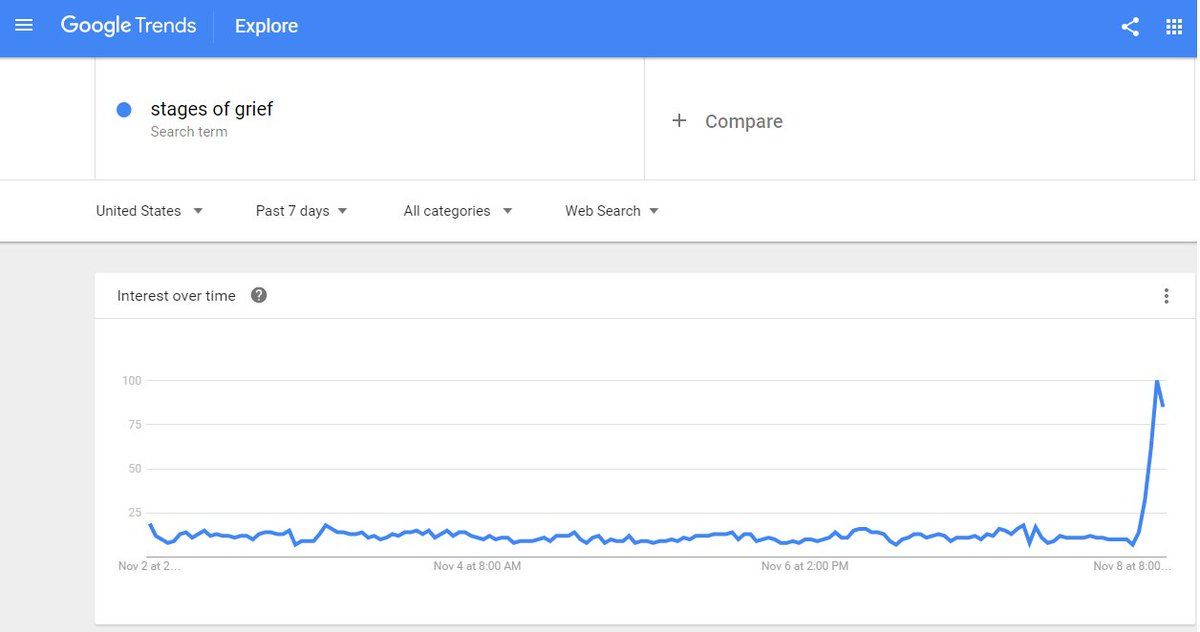 Google Trends Explore
stages of grief
Search term
+ Compare
United States Past 7 days All categories Web Search
Interest over time ?
100
75
50
25
Nov 2 at 2... Nov 4 at 8:00 AM Nov 6 at 2:00 PM Nov 8 at 8:00...